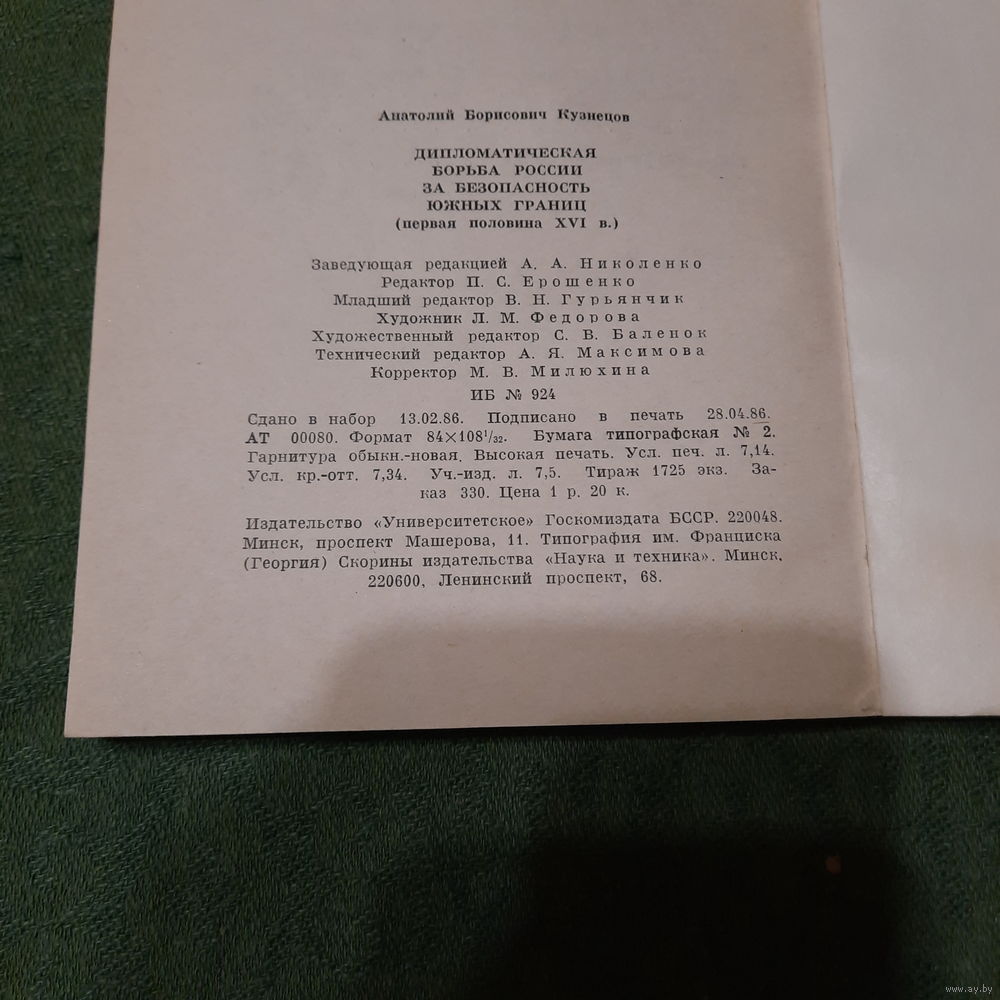 Анатолий Борисович Кузнецов
ДИПЛОМАТИЧЕСКАЯ
БОРЬБА РОССИИ
ЗА БЕЗОПАСНОСТЬ
ЮЖНЫХ ГРАНИЦ
(первая половина XVI в.)
Заведующая редакцией А. А. Николенко
Редактор П. С. Ерошенко
Младший редактор В. Н. Гурьянчик
Художник Л. М. Федорова
Художественный редактор С. В. Баленок
Технический редактор А. Я. Максимова
Корректор М. В. Милюхина
ИБ № 924
Сдано в набор 13.02.86. Подписано в печать 28.04.86.
АТ 00080. Формат 84×108¹/₃₂. Бумага типографская № 2.
Гарнитура обыкн.-новая. Высокая печать. Усл. печ. л. 7,14.
Усл. кр.-отт. 7,34. Уч.-изд. л. 7,5. Тираж 1725 экз. За-
каз 330. Цена 1 р. 20 к.
Издательство «Университетское» Госкомиздата БССР. 220048.
Минск, проспект Машерова, 11. Типография им. Франциска
(Георгия) Скорины издательства «Наука и техника». Минск,
220600, Ленинский проспект, 68.
www.ay.by